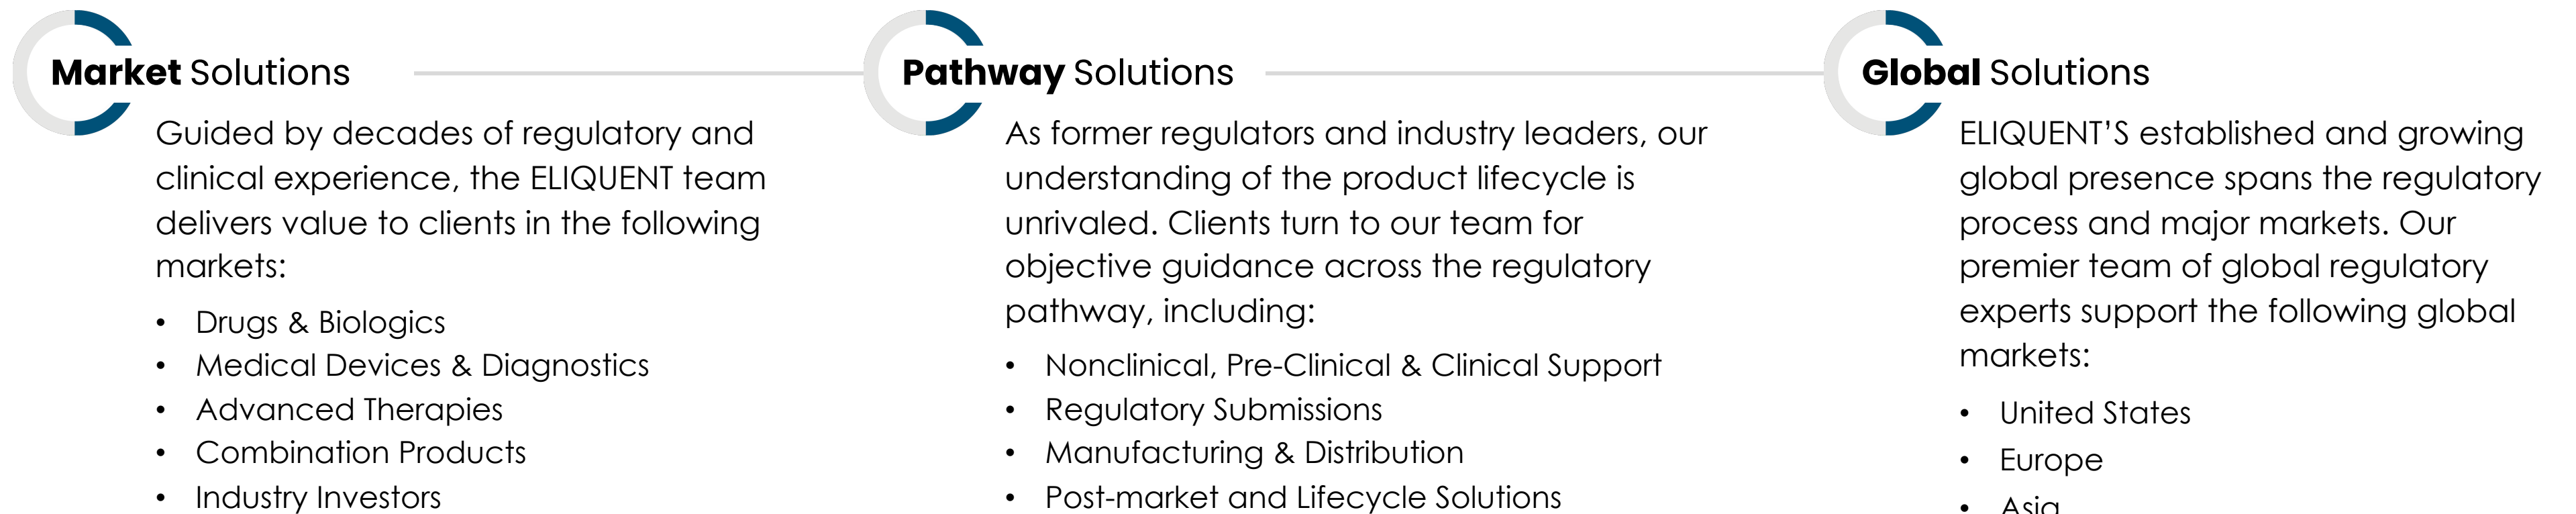 Market Solutions
Guided by decades of regulatory and
clinical experience, the ELIQUENT team
delivers value to clients in the following
markets:
• Drugs & Biologics
• Medical Devices & Diagnostics
• Advanced Therapies
• Combination Products
• Industry Investors
Pathway Solutions
As former regulators and industry leaders, our
understanding of the product lifecycle is
unrivaled. Clients turn to our team for
objective guidance across the regulatory
pathway, including:
• Nonclinical, Pre-Clinical & Clinical Support
• Regulatory Submissions
• Manufacturing & Distribution
• Post-market and Lifecycle Solutions
Global Solutions
ELIQUENT’S established and growing
global presence spans the regulatory
process and major markets. Our
premier team of global regulatory
experts support the following global
markets:
• United States
• Europe
• Asia